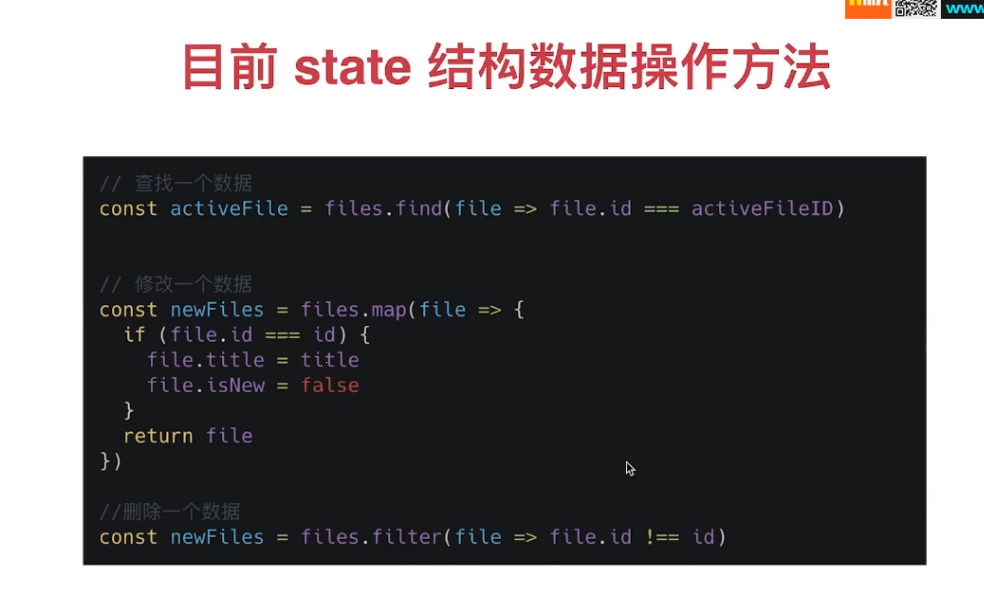 www
目前 state 结构数据操作方法
// 查找一个数据
const activeFile = files.find(file => file.id === activeFileID)
// 修改一个数据
const newFiles = files.map(file => {
  if (file.id === id) {
    file.title = title
    file.isNew = false
  }
  return file
})
//删除一个数据
const newFiles = files.filter(file => file.id !== id)